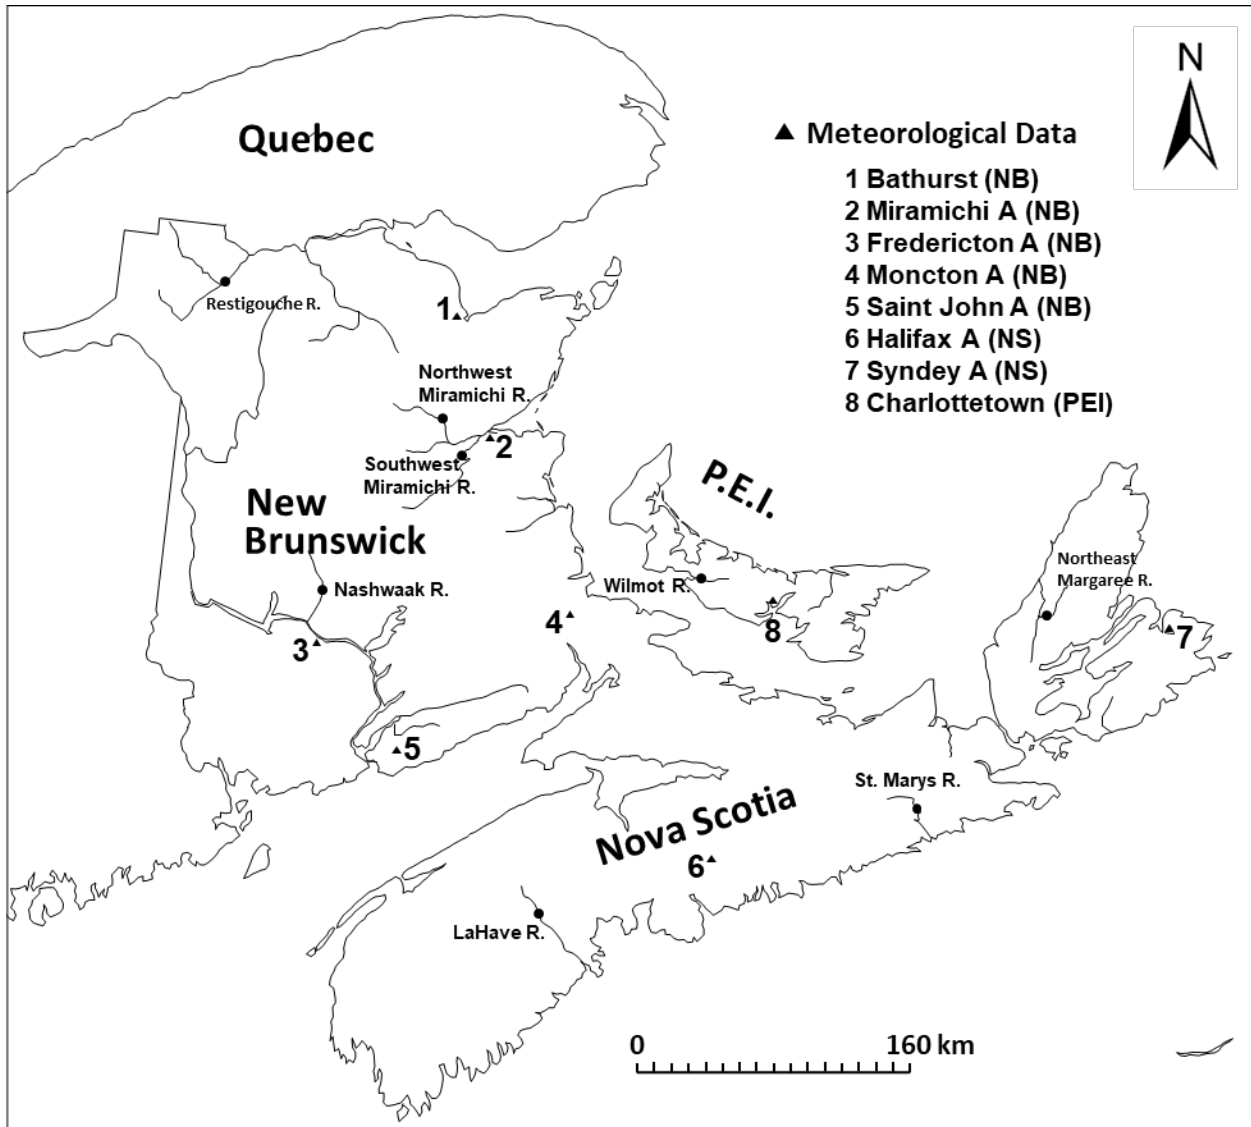 N
Quebec
▲ Meteorological Data
1 Bathurst (NB)
2 Miramichi A (NB)
3 Fredericton A (NB)
4 Moncton A (NB)
5 Saint John A (NB)
6 Halifax A (NS)
7 Syndey A (NS)
8 Charlottetown (PEI)
Restigouche R.
1
Northwest
Miramichi R.
2
Southwest
Miramichi R.
New
Brunswick
P.E.I.
Nashwaak R.
Wilmot R.
Northeast
Margaree R.
3
4
8
7
5
St. Marys R.
Nova Scotia
6
LaHave R.
0 160 km